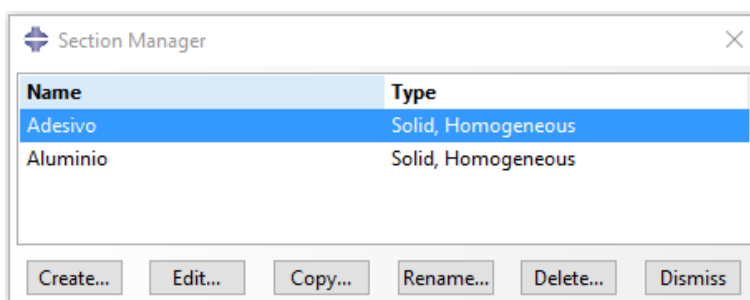 Section Manager
Name Type
Adesivo Solid, Homogeneous
Aluminio Solid, Homogeneous
Create... Edit... Copy... Rename... Delete... Dismiss